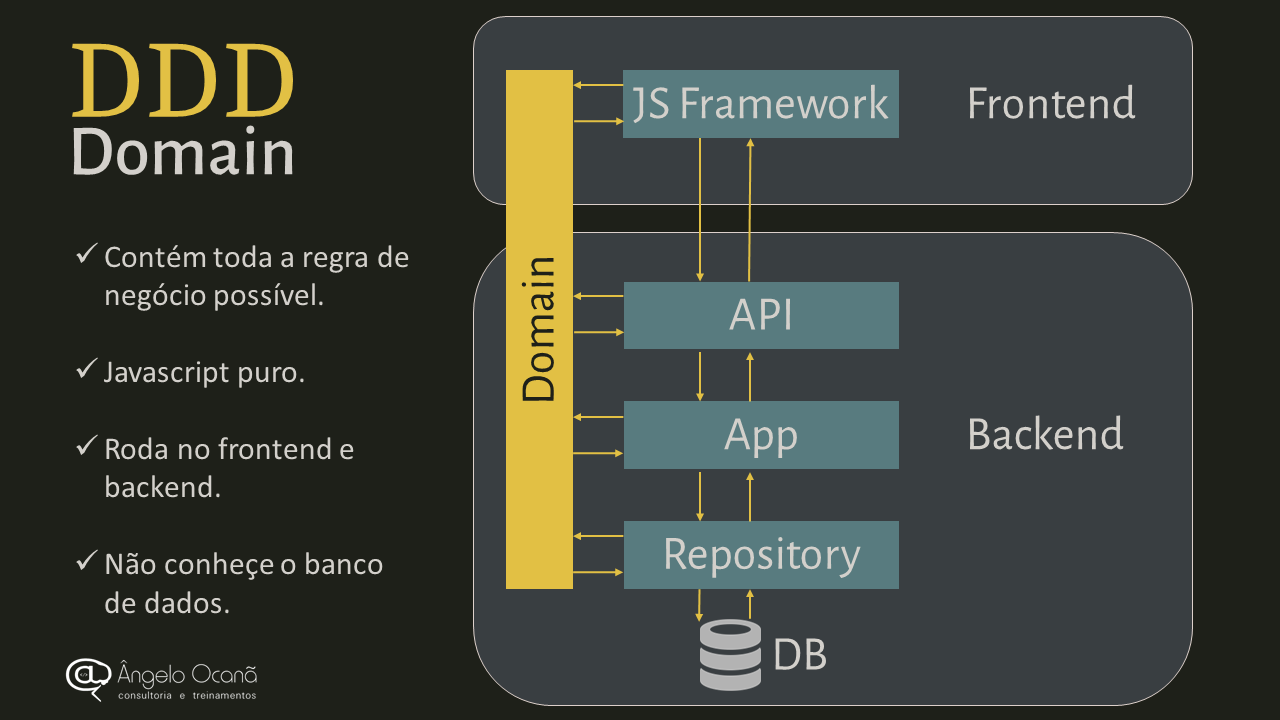 DDD
Domain
✓ Contém toda a regra de
negócio possível.
✓ Javascript puro.
✓ Roda no frontend e
backend.
✓ Não conheçe o banco
de dados.
Ângelo Ocanã
consultoria e treinamentos
Domain
JS Framework
Frontend
API
App
Backend
Repository
DB